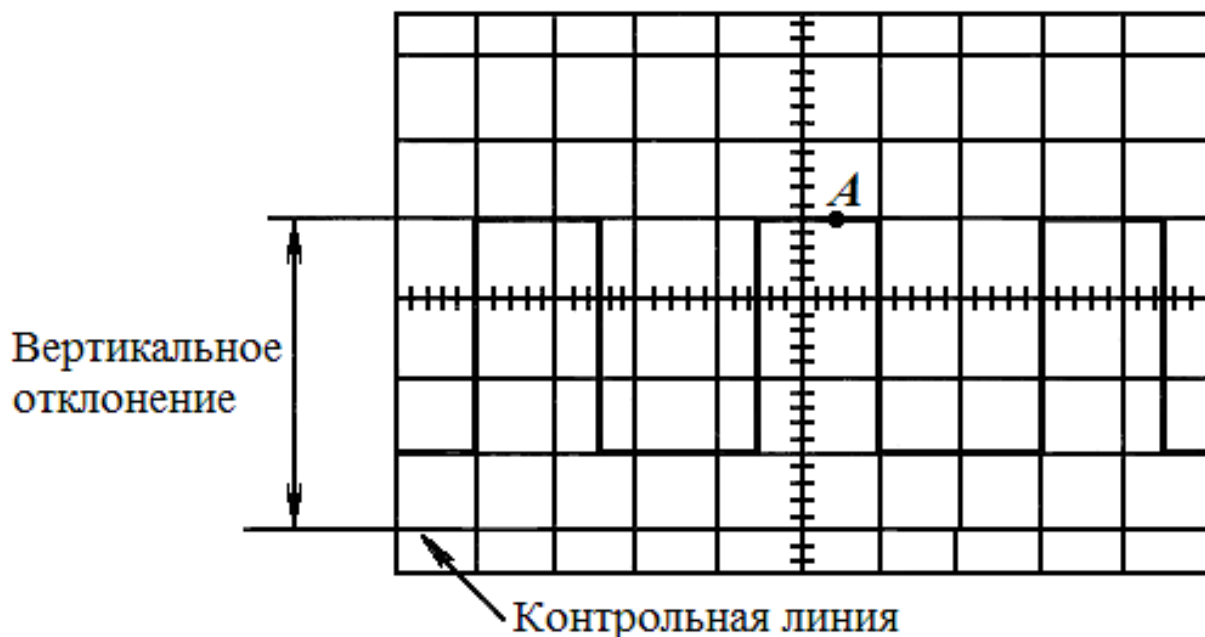 A
Вертикальное
отклонение
Контрольная линия